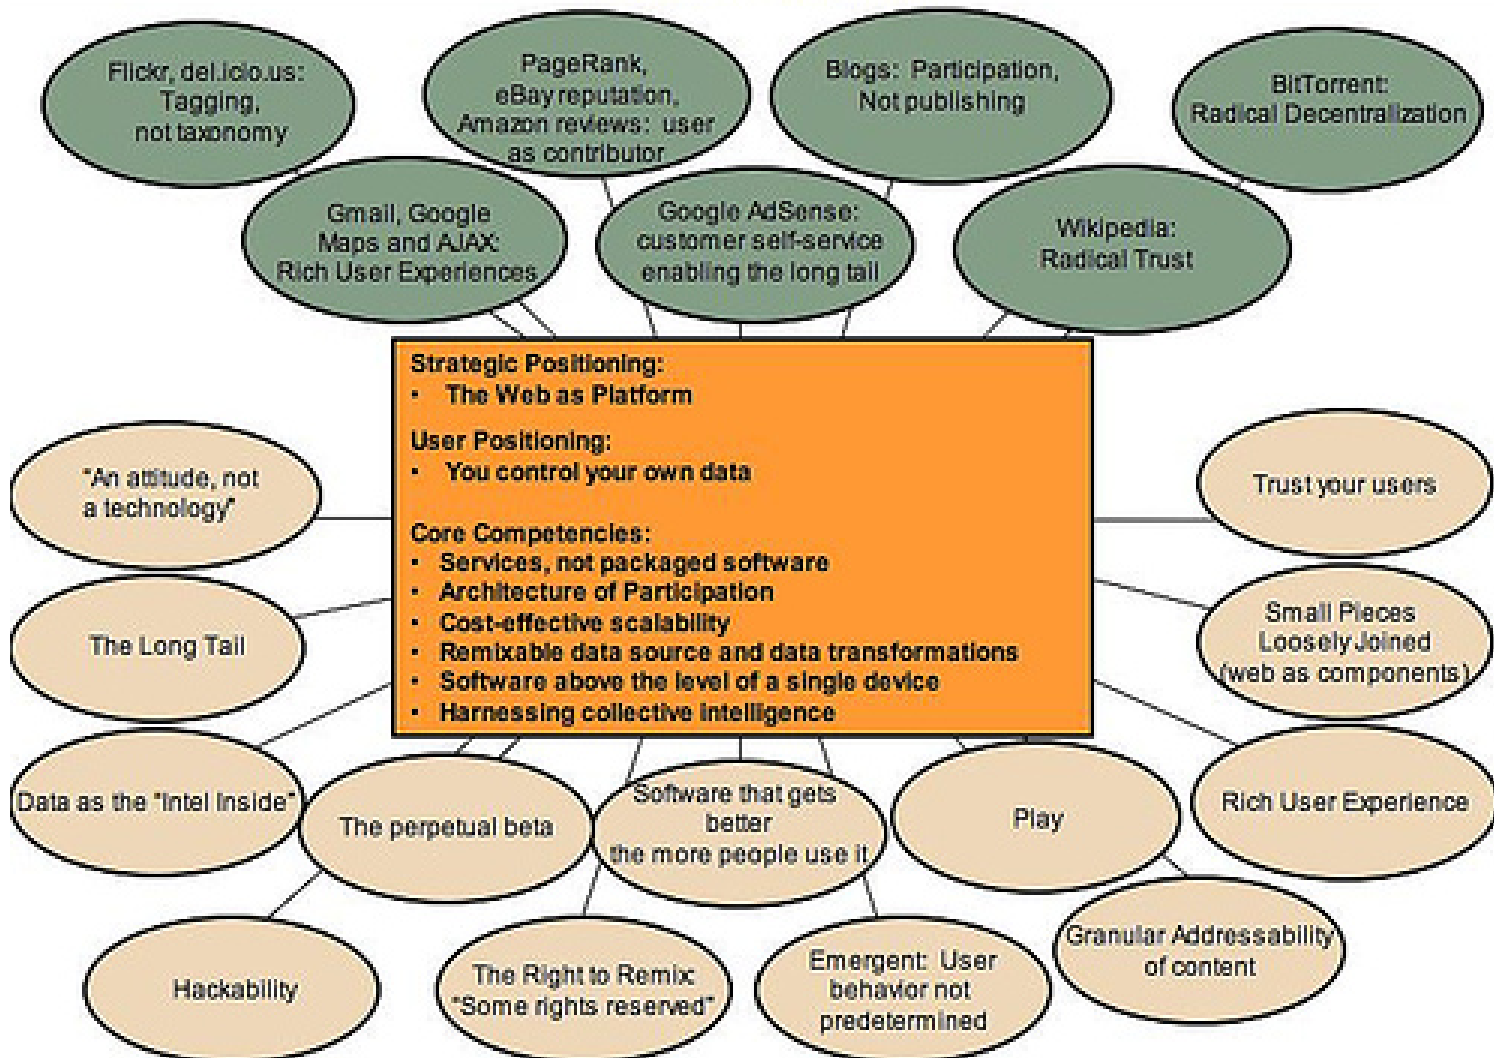 Flickr, del.icio.us:
Tagging,
not taxonomy
PageRank,
eBay reputation,
Amazon reviews: user
as contributor
Blogs: Participation,
Not publishing
BitTorrent:
Radical Decentralization
Gmail, Google
Maps and AJAX:
Rich User Experiences
Google AdSense:
customer self-service
enabling the long tail
Wikipedia:
Radical Trust
Strategic Positioning:
• The Web as Platform
User Positioning:
• You control your own data
Core Competencies:
• Services, not packaged software
• Architecture of Participation
• Cost-effective scalability
• Remixable data source and data transformations
• Software above the level of a single device
• Harnessing collective intelligence
"An attitude, not
a technology"
Trust your users
The Long Tail
Small Pieces
Loosely Joined
(web as components)
Data as the "Intel Inside"
The perpetual beta
Software that gets
better
the more people use it
Play
Rich User Experience
Hackability
The Right to Remix:
"Some rights reserved"
Emergent: User
behavior not
predetermined
Granular Addressability
of content